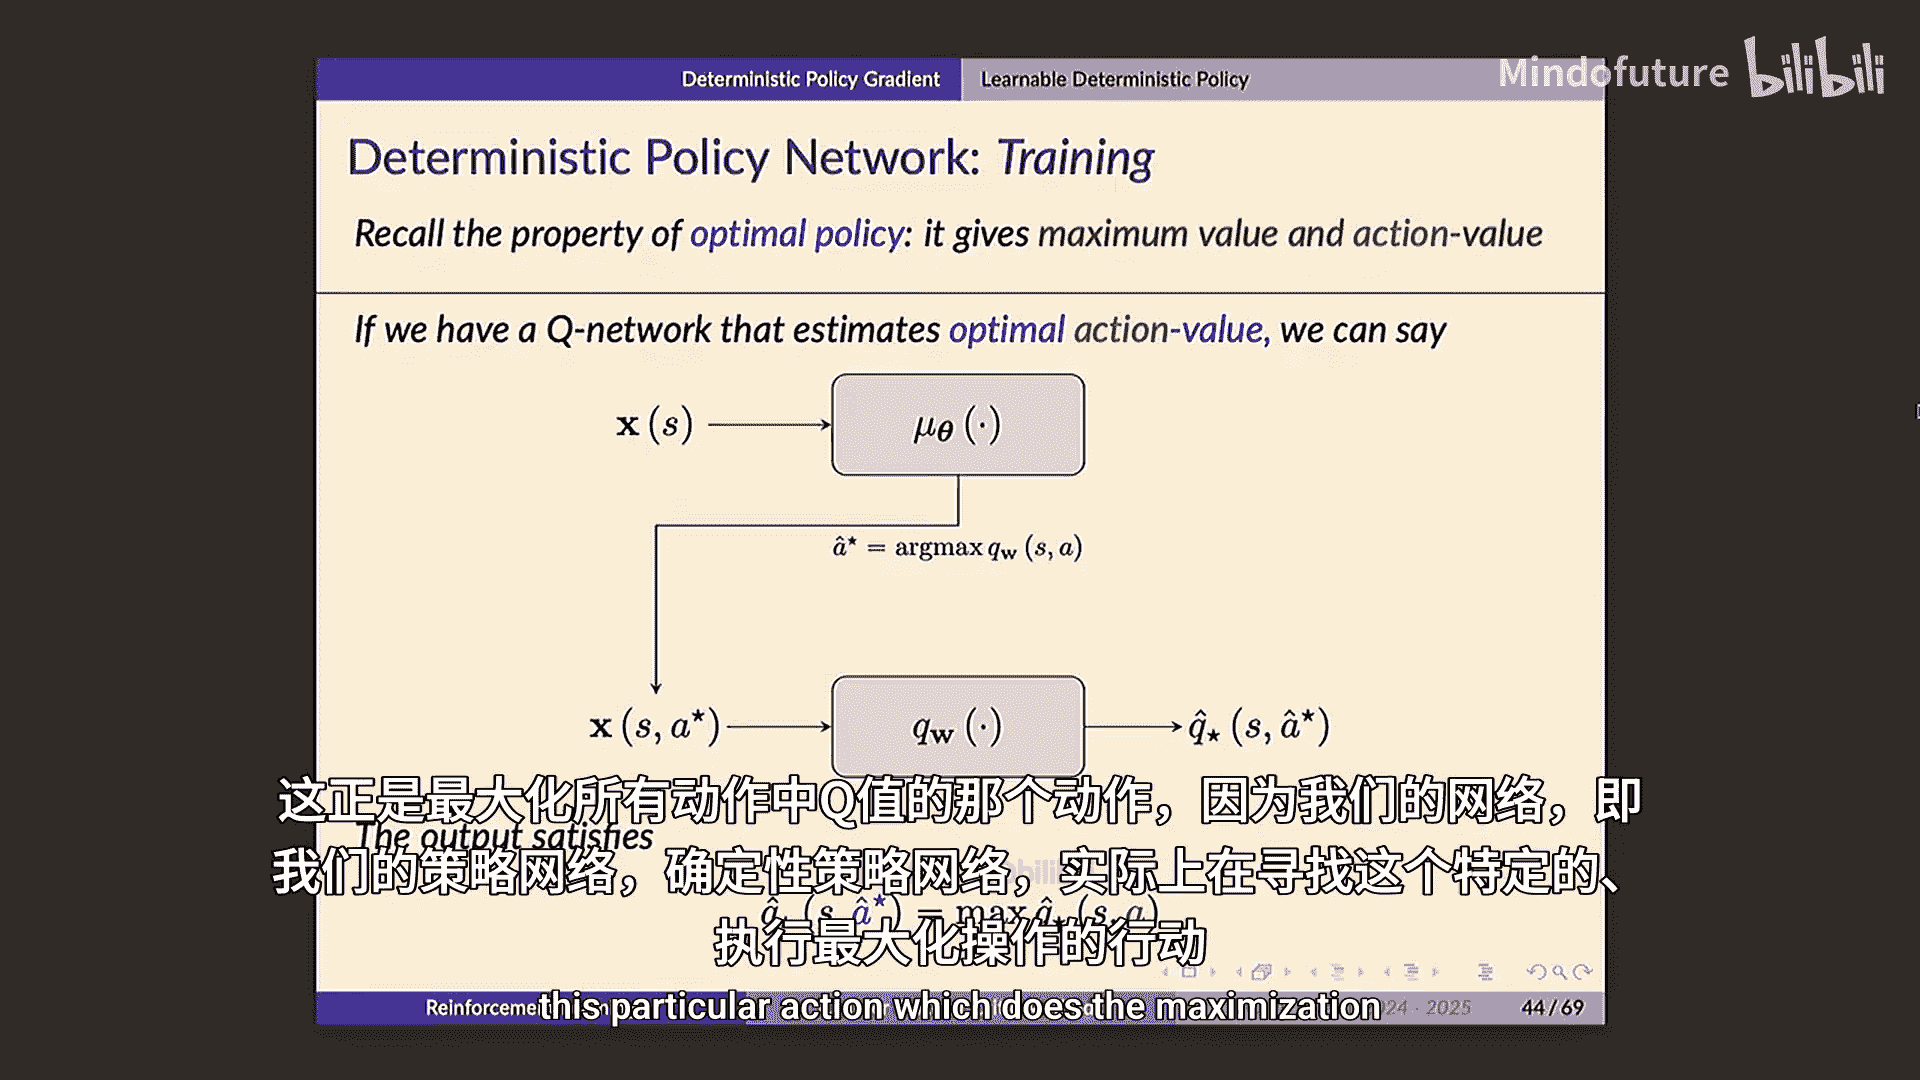 Deterministic Policy Gradient
Learnable Deterministic Policy
Mindofuture bilibili
Deterministic Policy Network: Training
Recall the property of optimal policy: it gives maximum value and action-value
If we have a Q-network that estimates optimal action-value, we can say
x (s)
μ_θ (·)
â* = argmax q_w (s, a)
x (s, a*)
q_w (·)
q̂_⋆ (s, â*)
这正是最大化所有动作中Q值的那个动作，因为我们的网络，即
The output satisfies
我们的策略网络，确定性策略网络，实际上在寻找这个特定的、
q̂_⋆ (s, â*) = max q̂_⋆ (s, a)
执行最大化操作的行动
this particular action which does the maximization
2024 · 2025
44 / 69